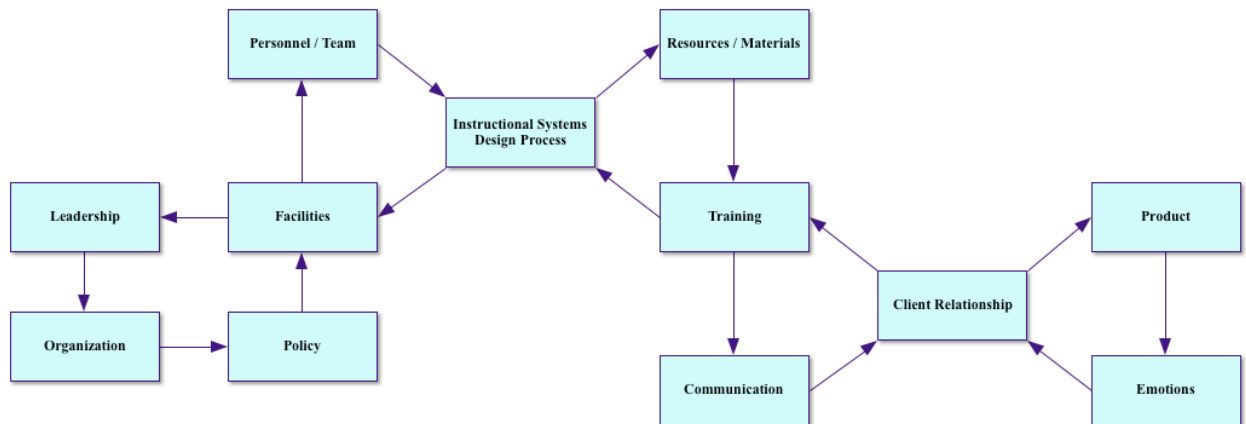 Personnel / Team
Resources / Materials
Instructional Systems
Design Process
Leadership
Facilities
Training
Product
Client Relationship
Organization
Policy
Communication
Emotions